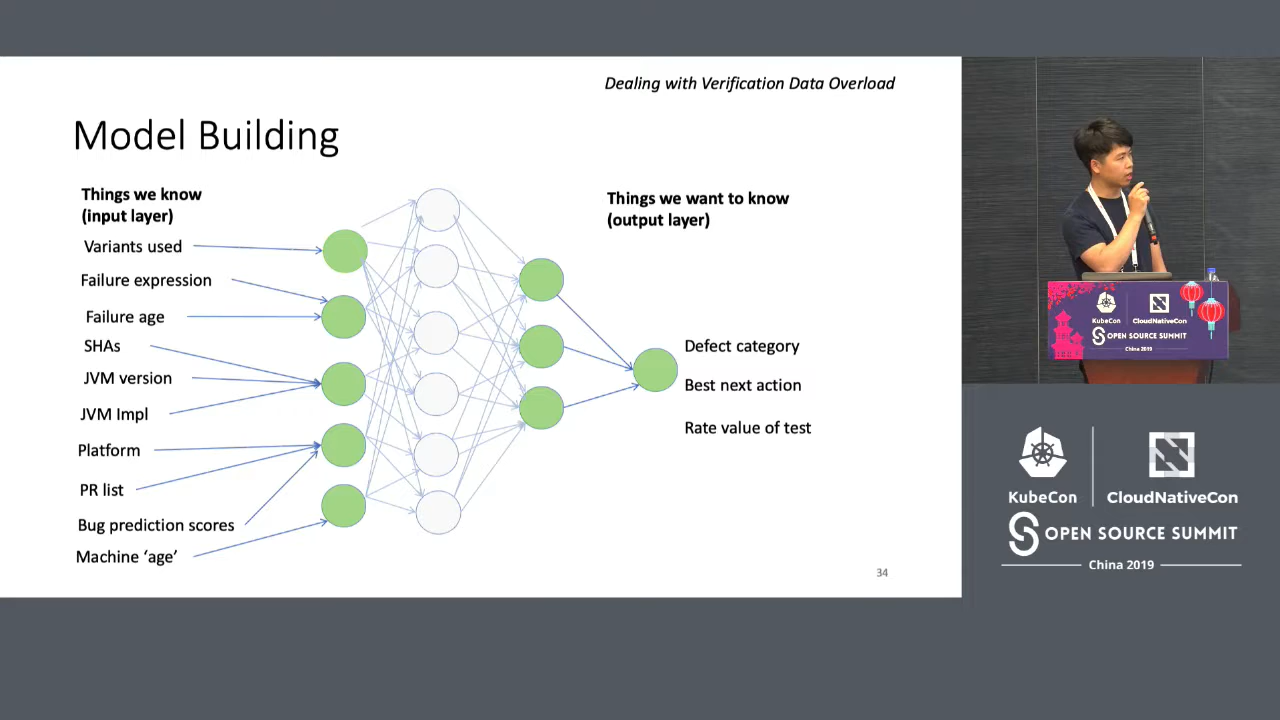 Dealing with Verification Data Overload
Model Building
Things we know
(input layer)
Things we want to know
(output layer)
Variants used
Failure expression
Failure age
SHAs
JVM version
JVM Impl
Platform
PR list
Bug prediction scores
Machine ‘age’
Defect category
Best next action
Rate value of test
34
KubeCon
CloudNativeCon
OPEN SOURCE SUMMIT
China 2019
KubeCon
CloudNativeCon
OPEN SOURCE SUMMIT
China 2019